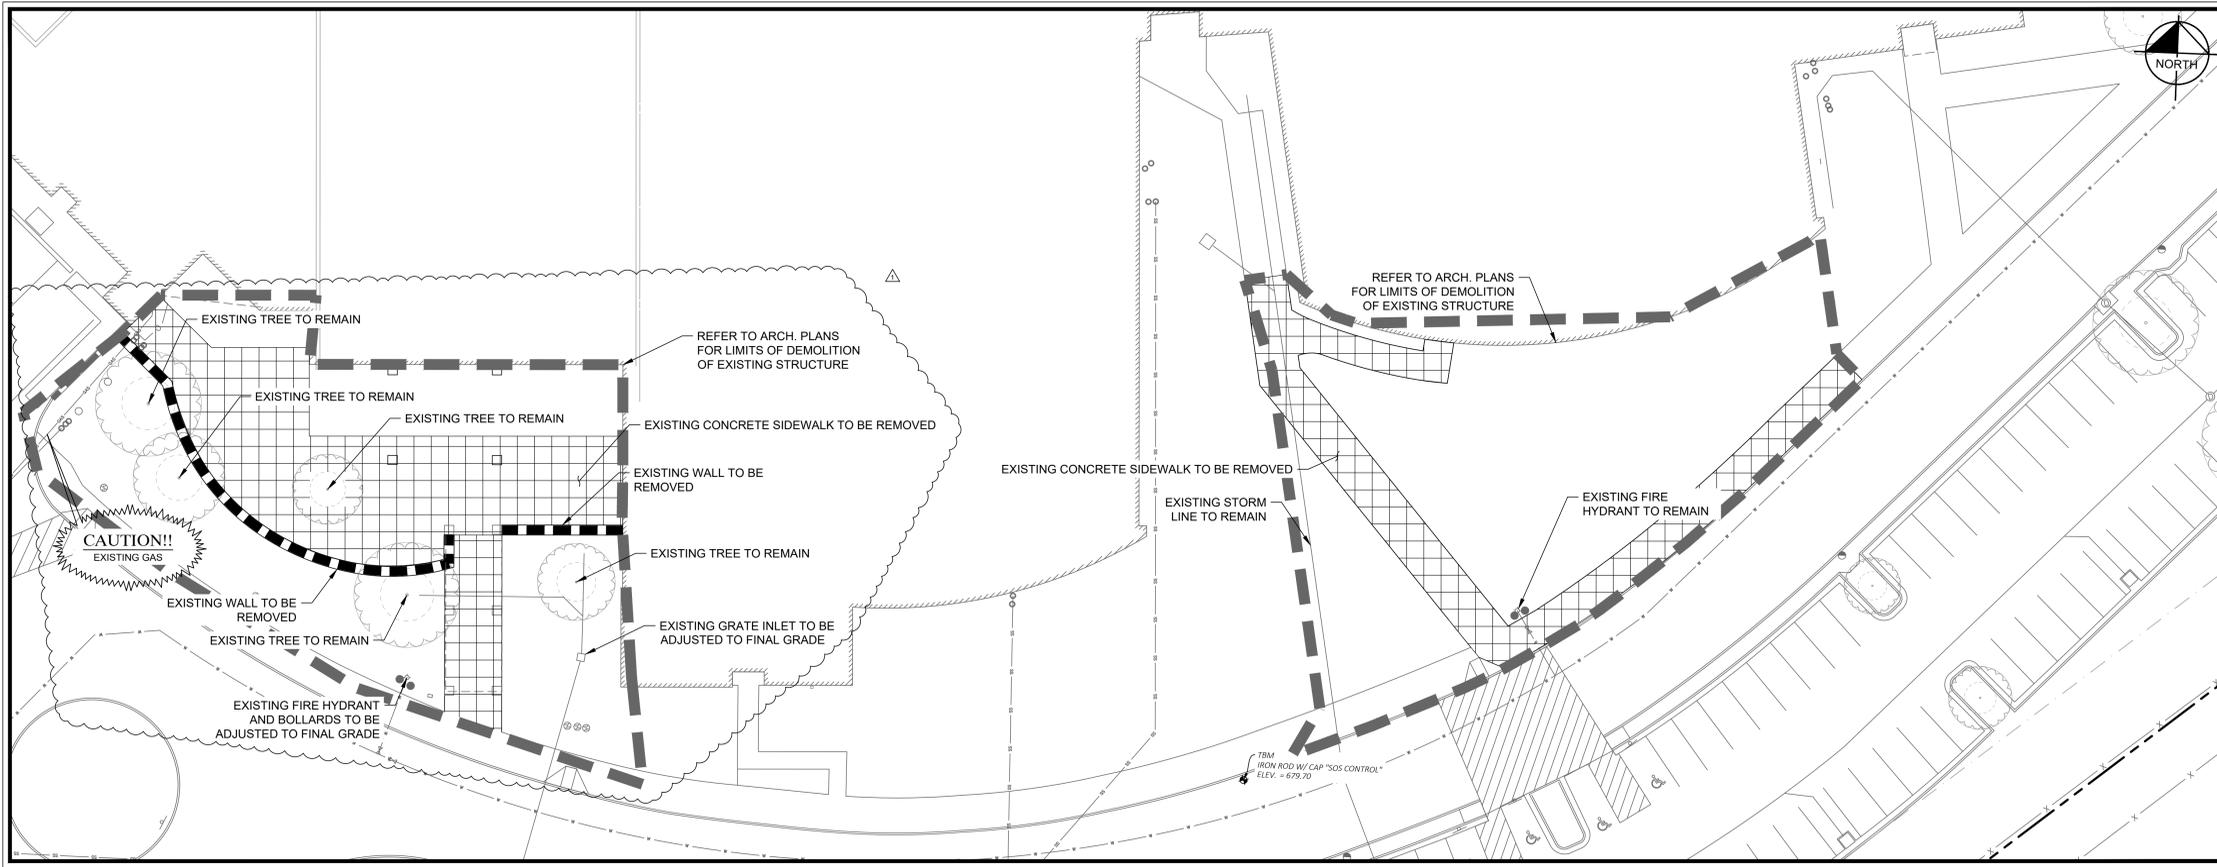 NORTH
1
EXISTING TREE TO REMAIN
REFER TO ARCH. PLANS
FOR LIMITS OF DEMOLITION
OF EXISTING STRUCTURE
EXISTING TREE TO REMAIN
EXISTING TREE TO REMAIN
EXISTING CONCRETE SIDEWALK TO BE REMOVED
EXISTING WALL TO BE
REMOVED
CAUTION!!
EXISTING GAS
EXISTING TREE TO REMAIN
EXISTING WALL TO BE
REMOVED
EXISTING TREE TO REMAIN
EXISTING GRATE INLET TO BE
ADJUSTED TO FINAL GRADE
EXISTING FIRE HYDRANT
AND BOLLARDS TO BE
ADJUSTED TO FINAL GRADE
REFER TO ARCH. PLANS
FOR LIMITS OF DEMOLITION
OF EXISTING STRUCTURE
EXISTING CONCRETE SIDEWALK TO BE REMOVED
EXISTING STORM
LINE TO REMAIN
EXISTING FIRE
HYDRANT TO REMAIN
TBM
IRON ROD W/ CAP "SOS CONTROL"
ELEV. = 679.70